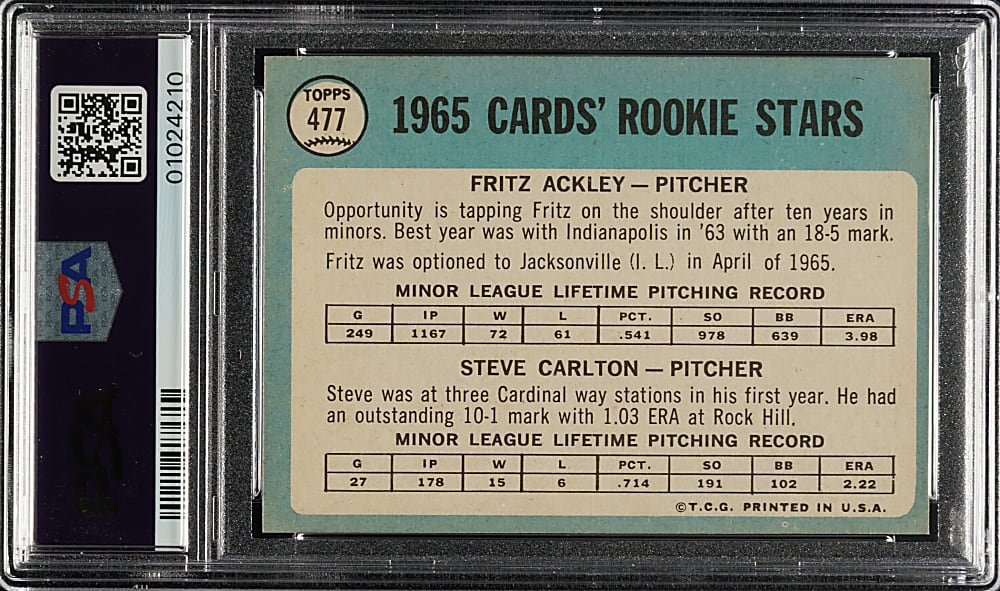 01024210
PSA
TOPPS
477
1965 CARDS' ROOKIE STARS
FRITZ ACKLEY — PITCHER
Opportunity is tapping Fritz on the shoulder after ten years in
minors. Best year was with Indianapolis in '63 with an 18-5 mark.
Fritz was optioned to Jacksonville (I. L.) in April of 1965.
MINOR LEAGUE LIFETIME PITCHING RECORD
G IP W L PCT. SO BB ERA
249 1167 72 61 .541 978 639 3.98
STEVE CARLTON — PITCHER
Steve was at three Cardinal way stations in his first year. He had
an outstanding 10-1 mark with 1.03 ERA at Rock Hill.
MINOR LEAGUE LIFETIME PITCHING RECORD
G IP W L PCT. SO BB ERA
27 178 15 6 .714 191 102 2.22
©T.C.G. PRINTED IN U.S.A.